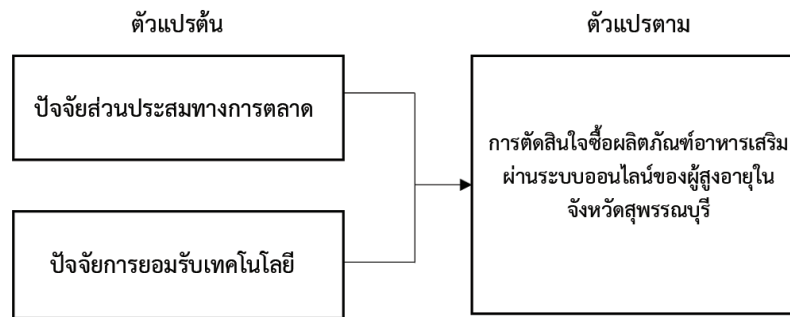 ตัวแปรต้น
ตัวแปรตาม
ปัจจัยส่วนประสมทางการตลาด
ปัจจัยการยอมรับเทคโนโลยี
การตัดสินใจซื้อผลิตภัณฑ์อาหารเสริม
ผ่านระบบออนไลน์ของผู้สูงอายุใน
จังหวัดสุพรรณบุรี